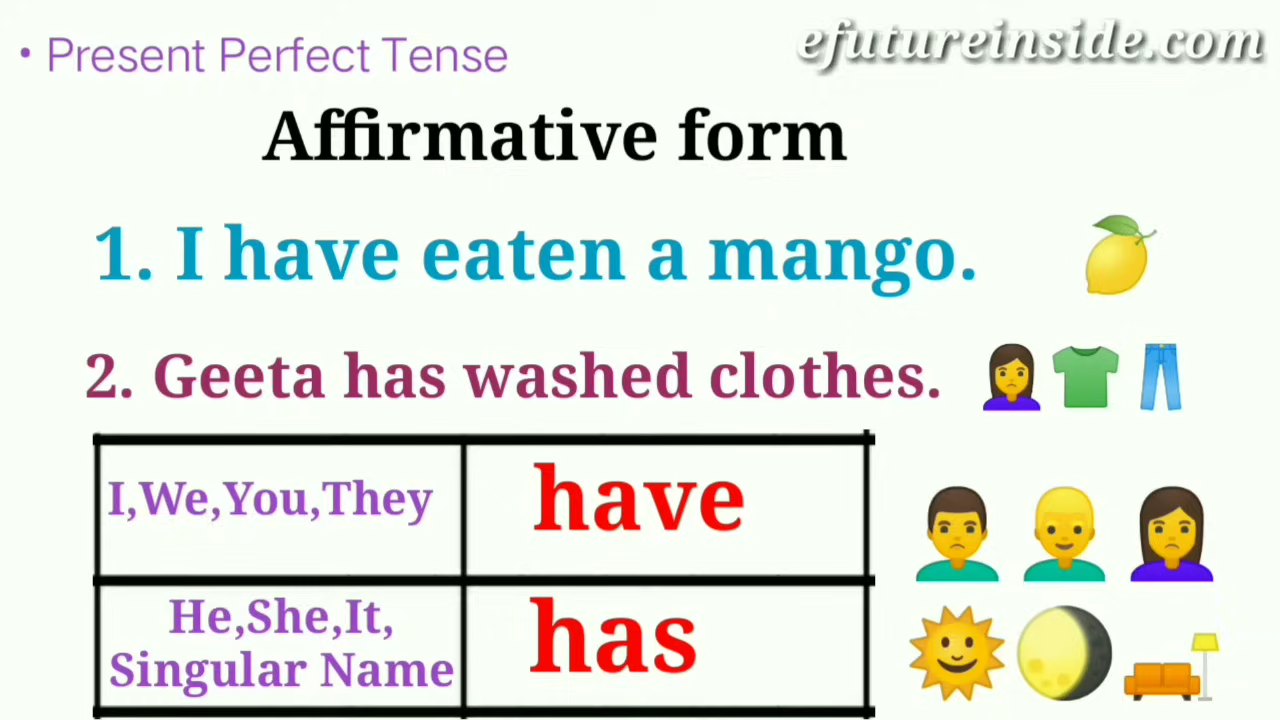 • Present Perfect Tense
efutureinside.com
Affirmative form
1. I have eaten a mango.
2. Geeta has washed clothes.
I,We,You,They
have
He,She,It,
Singular Name
has